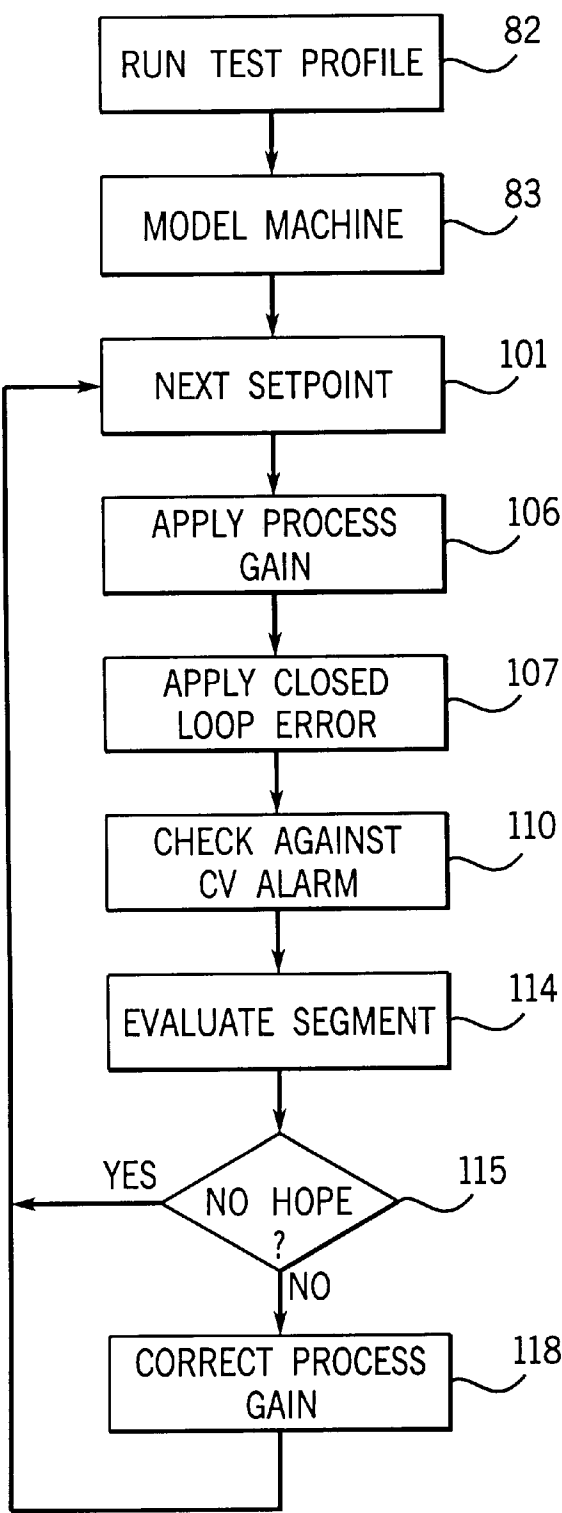 RUN TEST PROFILE
82
MODEL MACHINE
83
NEXT SETPOINT
101
APPLY PROCESS
GAIN
106
APPLY CLOSED
LOOP ERROR
107
CHECK AGAINST
CV ALARM
110
EVALUATE SEGMENT
114
YES
NO HOPE
?
115
NO
CORRECT PROCESS
GAIN
118